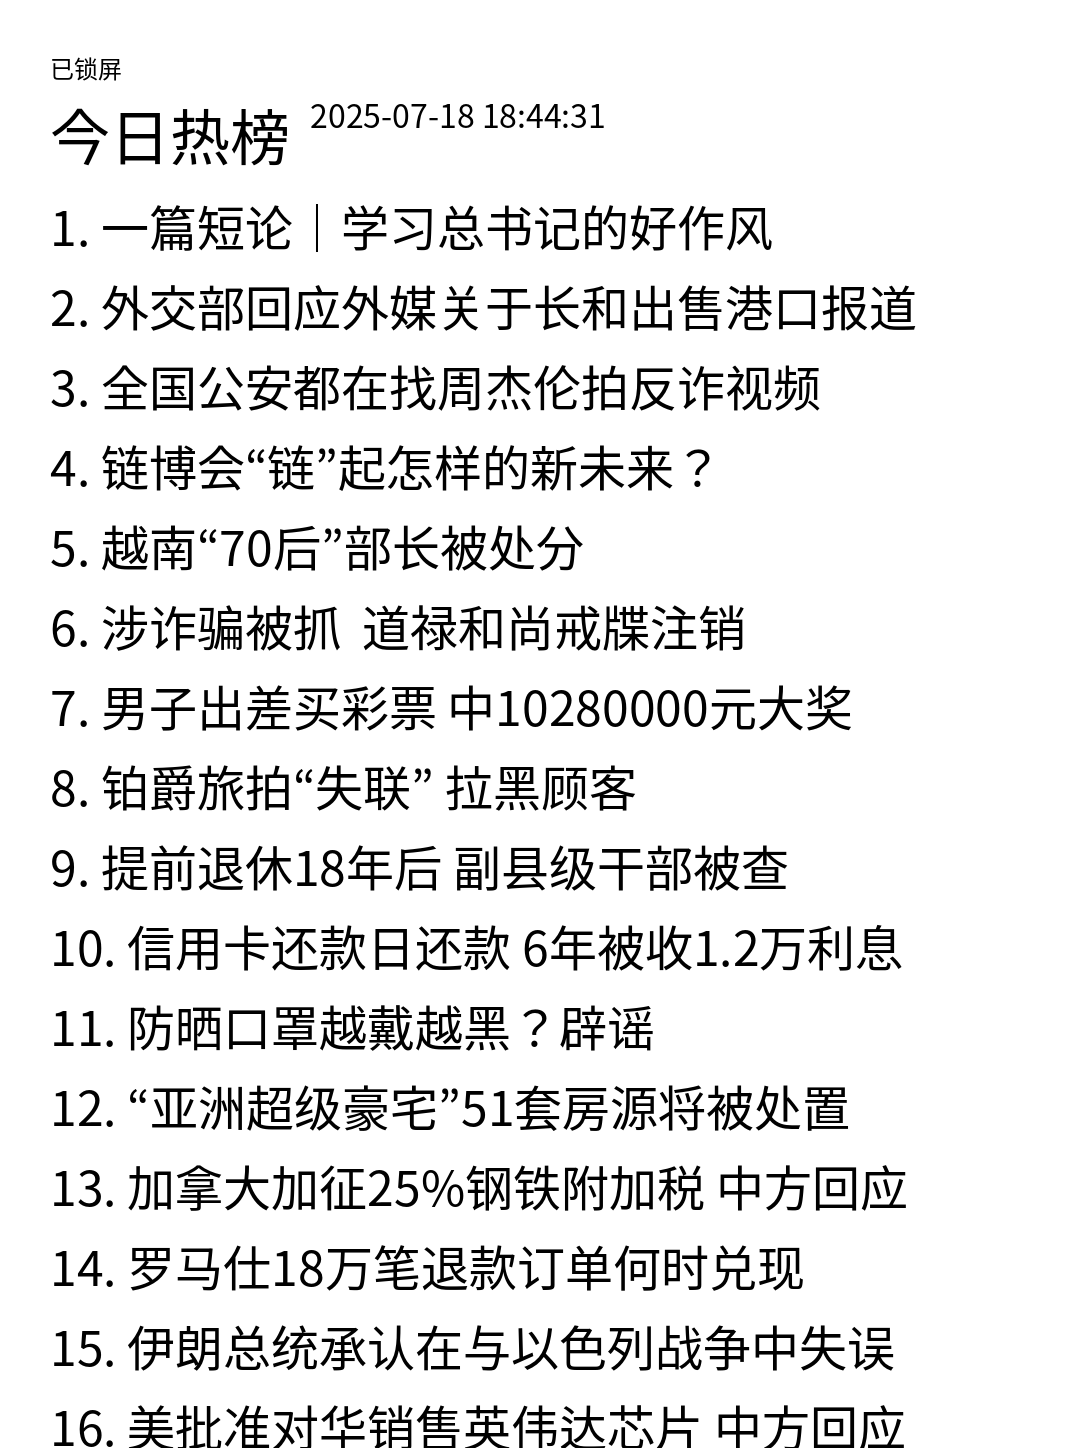 已锁屏
今日热榜 2025-07-18 18:44:31
1. 一篇短论｜学习总书记的好作风
2. 外交部回应外媒关于长和出售港口报道
3. 全国公安都在找周杰伦拍反诈视频
4. 链博会“链”起怎样的新未来？
5. 越南“70后”部长被处分
6. 涉诈骗被抓  道禄和尚戒牒注销
7. 男子出差买彩票 中10280000元大奖
8. 铂爵旅拍“失联” 拉黑顾客
9. 提前退休18年后 副县级干部被查
10. 信用卡还款日还款 6年被收1.2万利息
11. 防晒口罩越戴越黑？辟谣
12. “亚洲超级豪宅”51套房源将被处置
13. 加拿大加征25%钢铁附加税 中方回应
14. 罗马仕18万笔退款订单何时兑现
15. 伊朗总统承认在与以色列战争中失误
16. 美批准对华销售英伟达芯片 中方回应